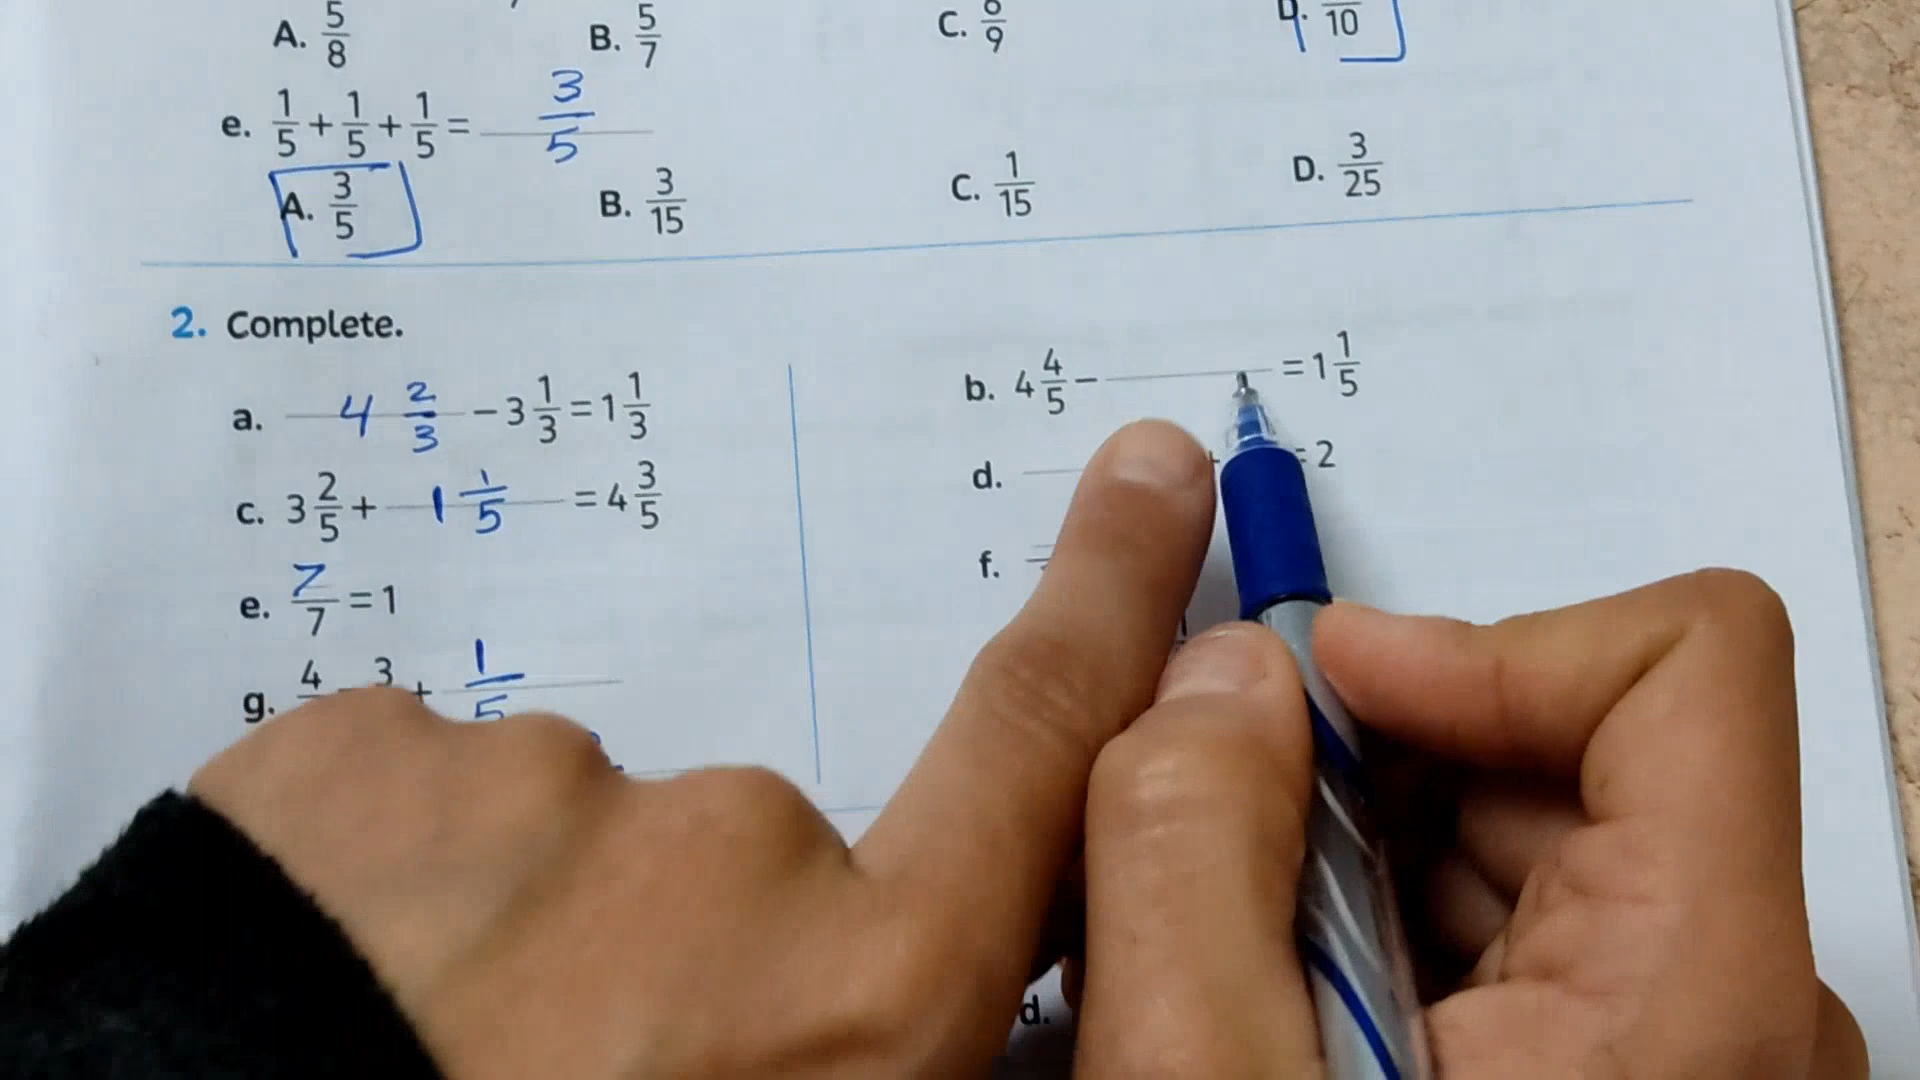 A. 5/8 B. 5/7 C. /9 D. /10
e. 1/5 + 1/5 + 1/5 = 3/5
A. 3/5 B. 3/15 C. 1/15 D. 3/25
2. Complete.
a. 4 2/3 - 3 1/3 = 1 1/3
c. 3 2/5 + 1 1/5 = 4 3/5
e. 7/7 = 1
g. 4 3 + 1/5
b. 4 4/5 - ____ = 1 1/5
d. ____ + = 2
f.
d.